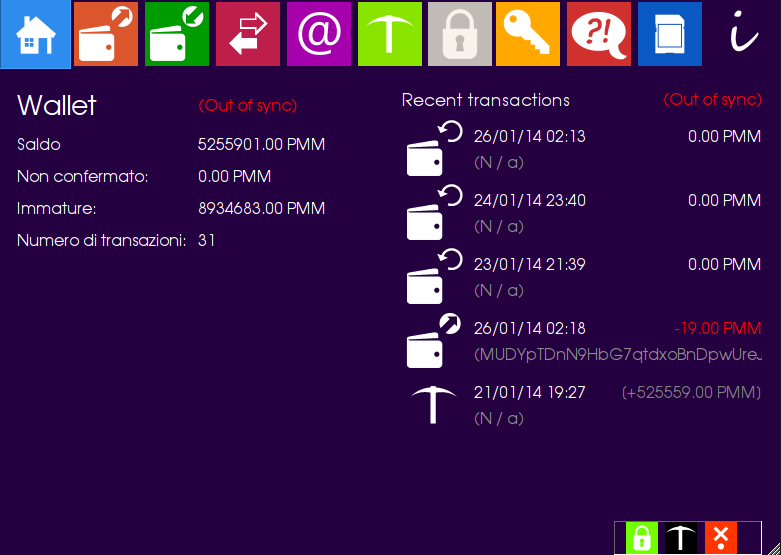 @
?!
i
Wallet
(Out of sync)
Saldo
5255901.00 PMM
Non confermato:
0.00 PMM
Immature:
8934683.00 PMM
Numero di transazioni:
31
Recent transactions
(Out of sync)
26/01/14 02:13
0.00 PMM
(N / a)
24/01/14 23:40
0.00 PMM
(N / a)
23/01/14 21:39
0.00 PMM
(N / a)
26/01/14 02:18
-19.00 PMM
(MUDYpTDnN9HbG7qtdxoBnDpwUre
21/01/14 19:27
[+525559.00 PMM]
(N / a)